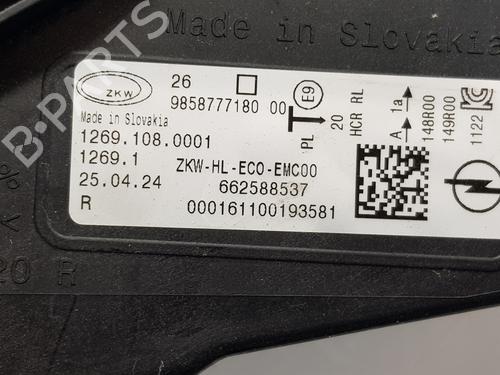 Made in Slovakia
ZKW
26
9858777180 00
E9
Made in Slovakia
1269.108.0001
1269.1
ZKW-HL-ECO-EMC00
25.04.24
662588537
R
000161100193581
PL
20
HCR RL
A 1a
148R00
149R00
1122
20 R
B-PARTS